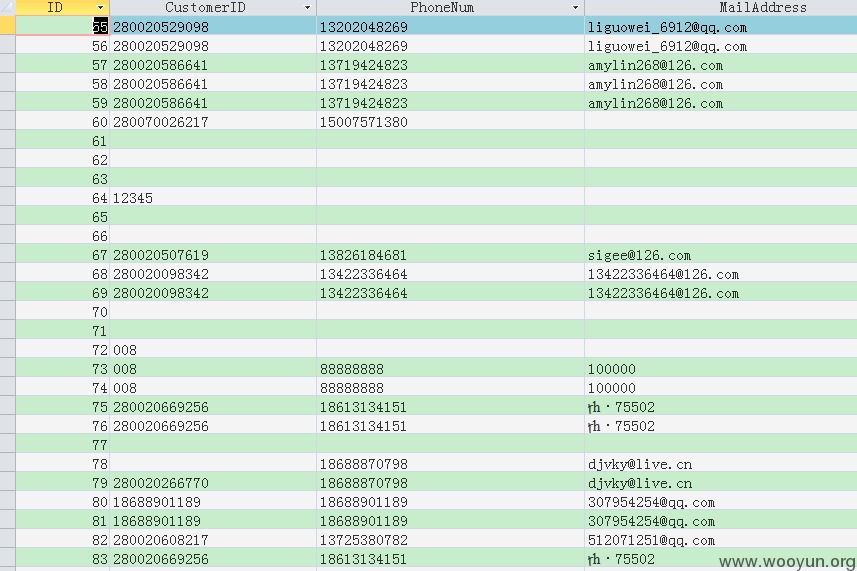 ID CustomerID PhoneNum MailAddress
55 280020529098 13202048269 liguowei_6912@qq.com
56 280020529098 13202048269 liguowei_6912@qq.com
57 280020586641 13719424823 amylin268@126.com
58 280020586641 13719424823 amylin268@126.com
59 280020586641 13719424823 amylin268@126.com
60 280070026217 15007571380
61
62
63
64 12345
65
66
67 280020507619 13826184681 sigee@126.com
68 280020098342 13422336464 13422336464@126.com
69 280020098342 13422336464 13422336464@126.com
70
71
72 008
73 008 88888888 100000
74 008 88888888 100000
75 280020669256 18613134151
76 280020669256 18613134151
77
78 18688870798 djvky@live.cn
79 280020266770 18688870798 djvky@live.cn
80 18688901189 18688901189 307954254@qq.com
81 18688901189 18688901189 307954254@qq.com
82 280020608217 13725380782 512071251@qq.com
83 280020669256 18613134151
www.wooyun.org